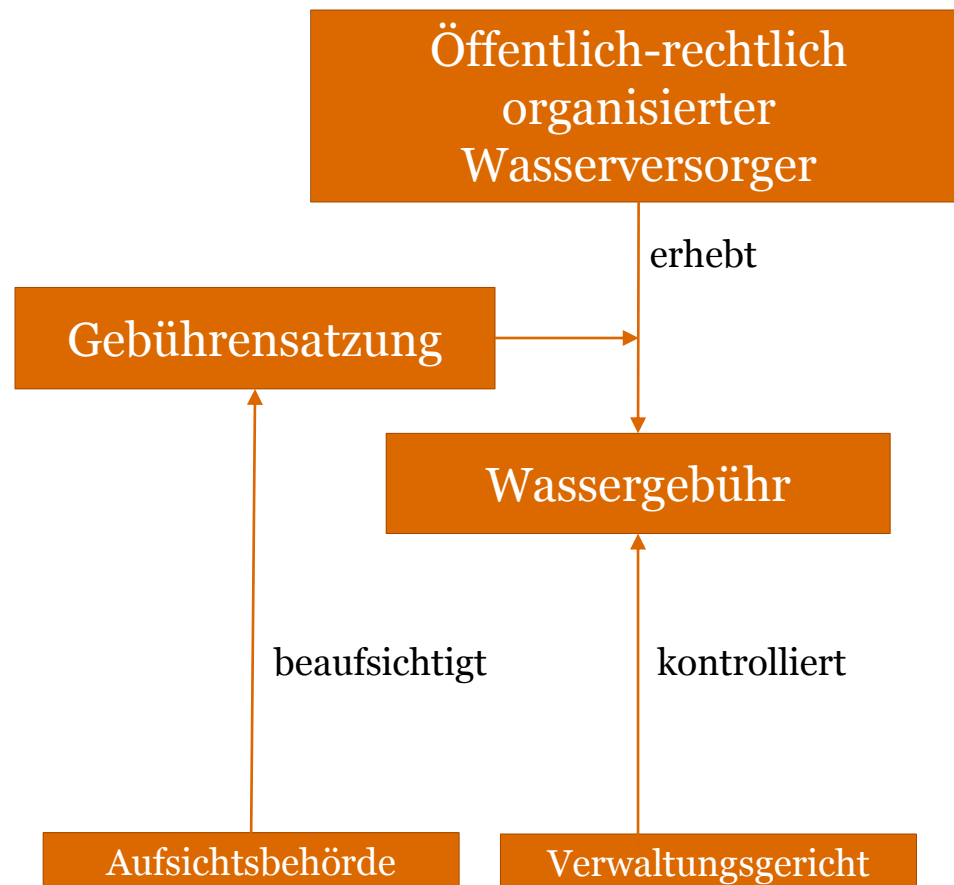 Öffentlich-rechtlich
organisierter
Wasserversorger
erhebt
Gebührensatzung
Wassergebühr
beaufsichtigt
kontrolliert
Aufsichtsbehörde
Verwaltungsgericht